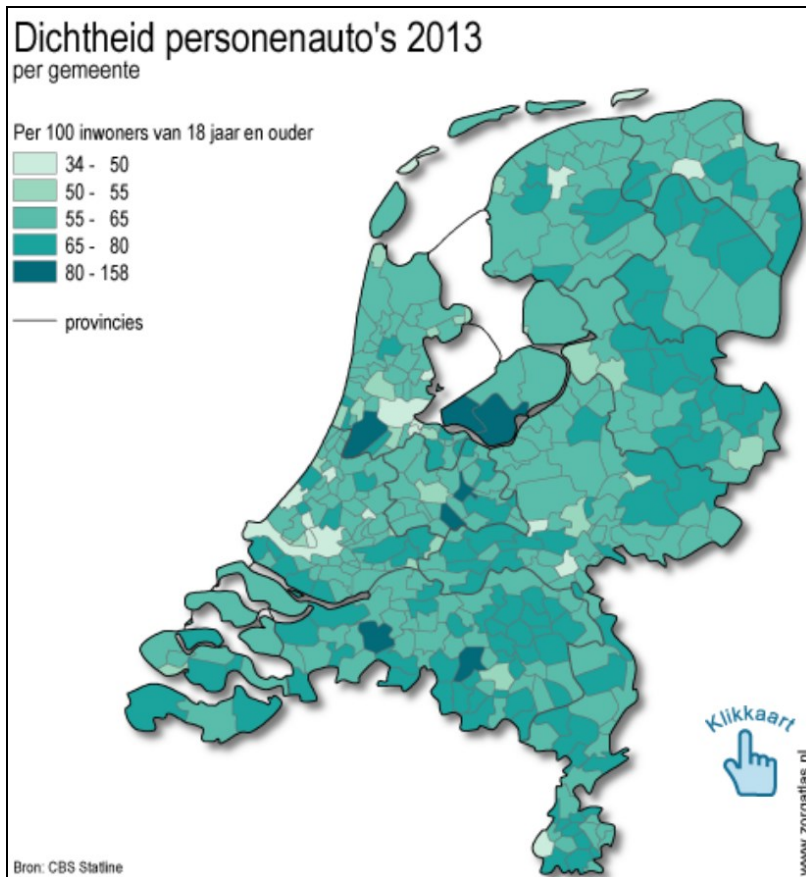 Dichtheid personenauto's 2013
per gemeente
Per 100 inwoners van 18 jaar en ouder
34 - 50
50 - 55
55 - 65
65 - 80
80 - 158
provincies
Klikkaart
www.zorgatlas.nl
Bron: CBS Statline